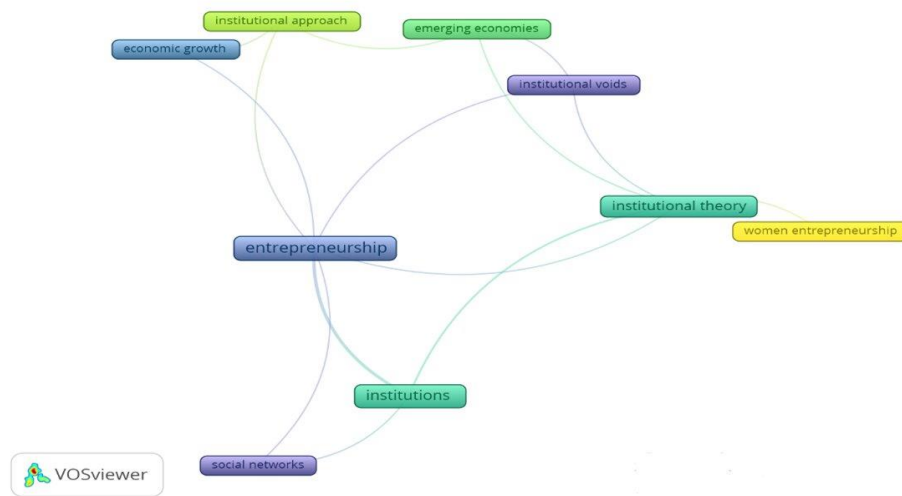 institutional approach
emerging economies
economic growth
institutional voids
institutional theory
women entrepreneurship
entrepreneurship
institutions
social networks
VOSviewer